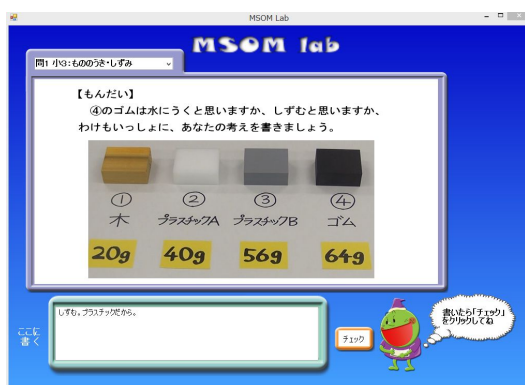 MSOM Lab
MSOM lab
問1 小3:もののうき・しずみ
【もんだい】
④のゴムは水にうくと思いますか、しずむと思いますか、
わけもいっしょに、あなたの考えを書きましょう。
① ② ③ ④
木 プラスチックA プラスチックB ゴム
20g 40g 56g 64g
しずむ。プラスチックだから。
ここに
書く
チェック
書いたら「チェック」
をクリックしてね